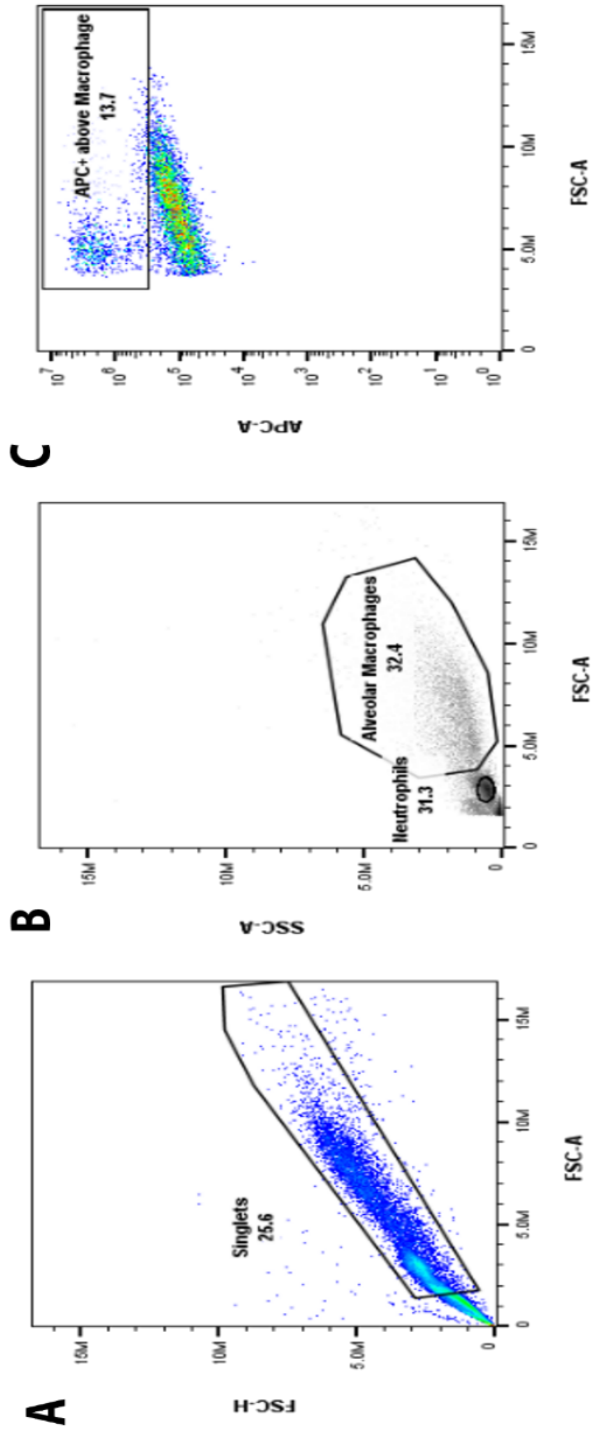 A
FSC-H
15M
10M
5.0M
0
Singlets
25.6
0
5.0M
10M
15M
FSC-A
B
SSC-A
15M
10M
5.0M
0
Neutrophils
31.3
Alveolar Macrophages
32.4
0
5.0M
10M
15M
FSC-A
C
APC-A
10^7
10^6
10^5
10^4
10^3
10^2
10^1
10^0
APC+ above Macrophage
13.7
0
5.0M
10M
15M
FSC-A